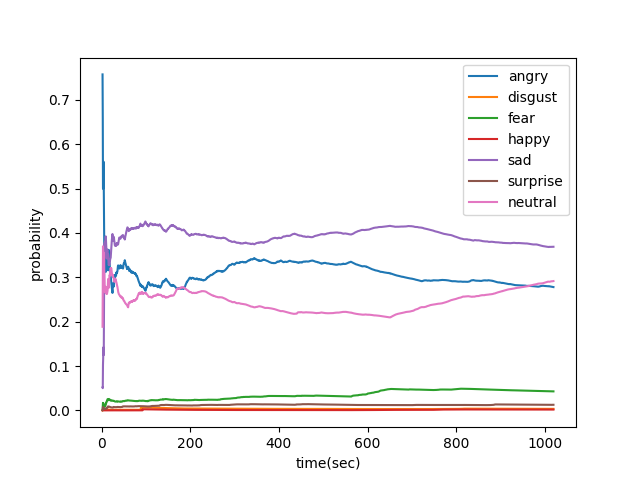 angry
disgust
fear
happy
sad
surprise
neutral
0.7
0.6
0.5
0.4
0.3
0.2
0.1
0.0
probability
0 200 400 600 800 1000
time(sec)